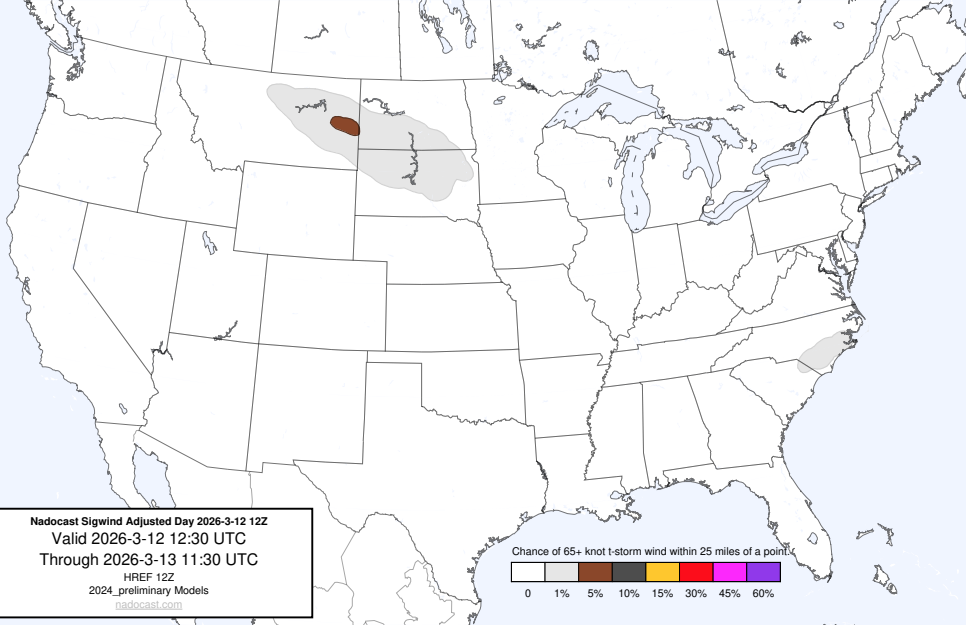 Nadocast Sigwind Adjusted Day 2026-3-12 12Z
Valid 2026-3-12 12:30 UTC
Through 2026-3-13 11:30 UTC
HREF 12Z
2024_preliminary Models
nadocast.com
Chance of 65+ knot t-storm wind within 25 miles of a point.
0 1% 5% 10% 15% 30% 45% 60%